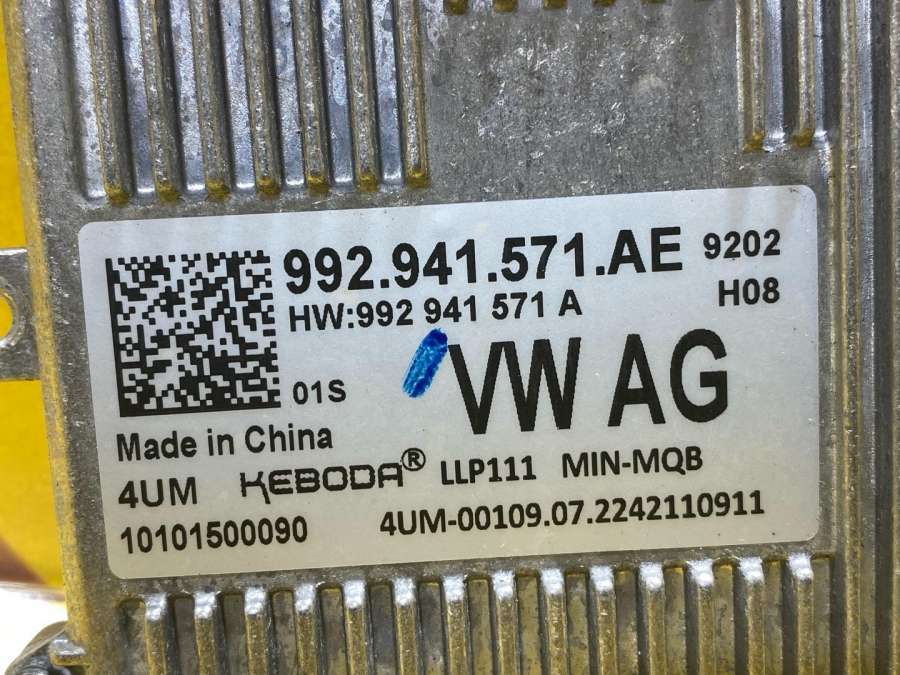 992.941.571.AE 9202
HW:992 941 571 A H08
VW AG
01S
Made in China
4UM KEBODA® LLP111 MIN-MQB
10101500090 4UM-00109.07.2242110911